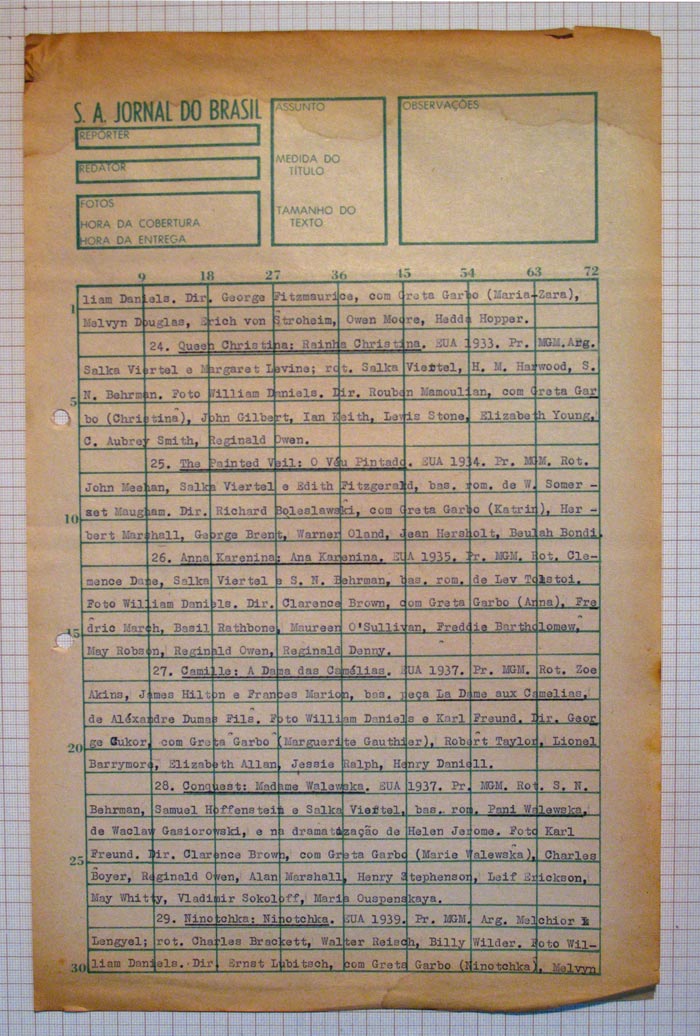 S. A. JORNAL DO BRASIL
REPÓRTER
REDATOR
FOTOS
HORA DA COBERTURA
HORA DA ENTREGA
ASSUNTO
MEDIDA DO
TÍTULO
TAMANHO DO
TEXTO
OBSERVAÇÕES
9 18 27 36 45 54 63 72
1 liam Daniels. Dir. George Fitzmaurice, com Greta Garbo (Maria-Zara),
Melvyn Douglas, Erich von Stroheim, Owen Moore, Hedda Hopper.
24. Queen Christina: Rainha Christina. EUA 1933. Pr. MGM.Arg.
Salka Viertel e Margaret Levine; rot. Salka Viertel, H. M. Harwood, S.
5 N. Behrman. Foto William Daniels. Dir. Rouben Mamoulian, com Greta Gar
bo (Christina), John Gilbert, Ian Keith, Lewis Stone, Elizabeth Young,
C. Aubrey Smith, Reginald Owen.
25. The Painted Veil: O Véu Pintado. EUA 1934. Pr. MGM. Rot.
John Meehan, Salka Viertel e Edith Fitzgerald, bas. rom. de W. Somer -
10 set Maugham. Dir. Richard Boleslawski, com Greta Garbo (Katrin), Her -
bert Marshall, George Brent, Warner Oland, Jean Hersholt, Beulah Bondi.
26. Anna Karenina: Ana Karenina. EUA 1935. Pr. MGM. Rot. Cle-
mence Dane, Salka Viertel e S. N. Behrman, bas. rom. de Lev Tolstoi.
Foto William Daniels. Dir. Clarence Brown, com Greta Garbo (Anna), Fre
15 dric March, Basil Rathbone, Maureen O'Sullivan, Freddie Bartholomew,
May Robson, Reginald Owen, Reginald Denny.
27. Camille: A Dama das Camélias. EUA 1937. Pr. MGM. Rot. Zoe
Akins, James Hilton e Frances Marion, bas. peça La Dame aux Camelias,
de Aléxandre Dumas Fils. Foto William Daniels e Karl Freund. Dir. Geor
20 ge Cukor, com Greta Garbo (Marguerite Gauthier), Robert Taylor, Lionel
Barrymore, Elizabeth Allan, Jessie Ralph, Henry Daniell.
28. Conquest: Madame Walewska. EUA 1937. Pr. MGM. Rot. S. N.
Behrman, Samuel Hoffenstein e Salka Viertel, bas. rom. Pani Walewska,
de Waclaw Gasiorowski, e na dramatização de Helen Jerome. Foto Karl
25 Freund. Dir. Clarence Brown, com Greta Garbo (Marie Walewska), Charles
Boyer, Reginald Owen, Alan Marshall, Henry Stephenson, Leif Erickson,
May Whitty, Vladimir Sokoloff, Maria Ouspenskaya.
29. Ninotchka: Ninotchka. EUA 1939. Pr. MGM. Arg. Melchior
Lengyel; rot. Charles Brackett, Walter Reisch, Billy Wilder. Foto Wil-
30 liam Daniels. Dir. Ernst Lubitsch, com Greta Garbo (Ninotchka), Melvyn